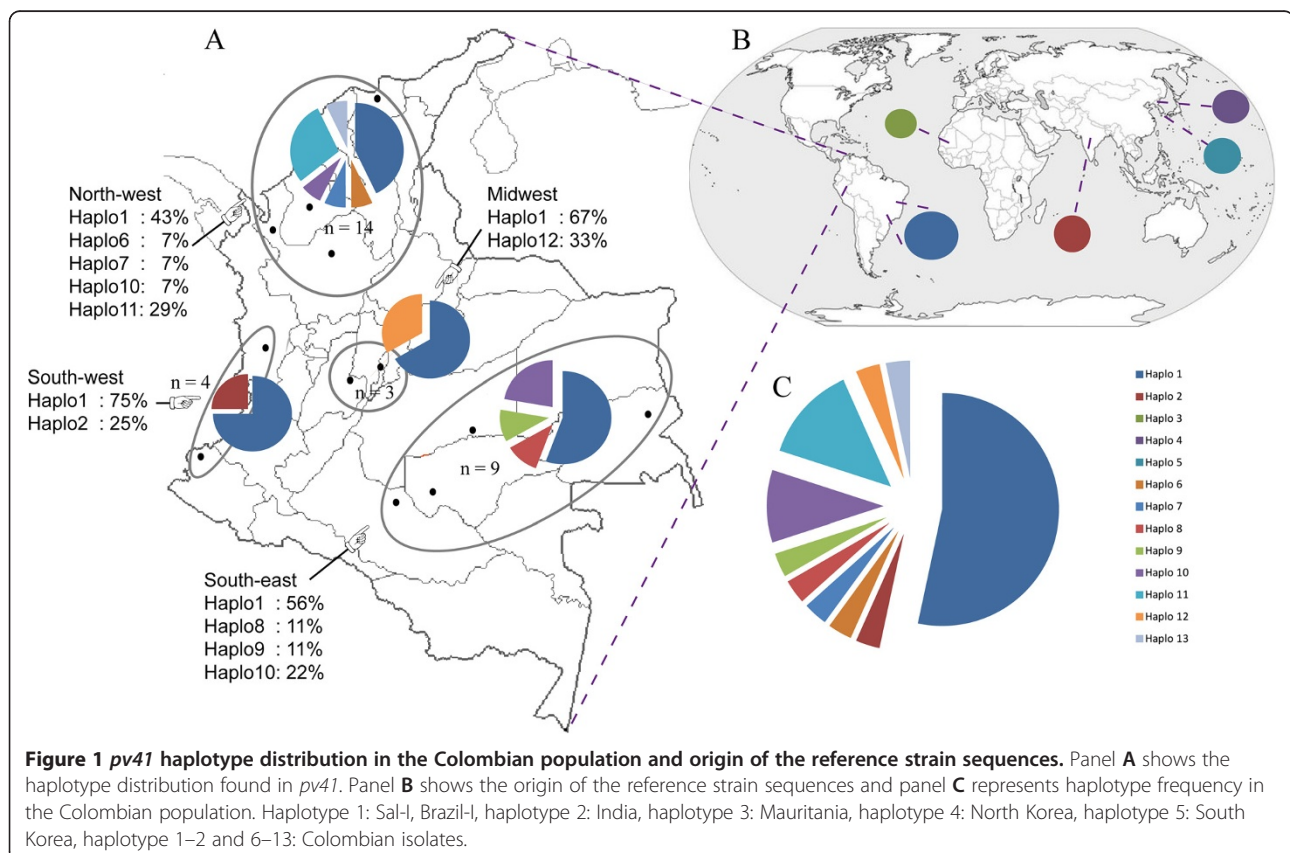 A
B
North-west
Haplo1 : 43%
Haplo6 : 7%
Haplo7 : 7%
Haplo10: 7%
Haplo11: 29%
n = 14
Midwest
Haplo1 : 67%
Haplo12: 33%
South-west
Haplo1 : 75%
Haplo2 : 25%
n = 4
n = 3
n = 9
South-east
Haplo1 : 56%
Haplo8 : 11%
Haplo9 : 11%
Haplo10: 22%
C
Haplo 1
Haplo 2
Haplo 3
Haplo 4
Haplo 5
Haplo 6
Haplo 7
Haplo 8
Haplo 9
Haplo 10
Haplo 11
Haplo 12
Haplo 13
Figure 1 pv41 haplotype distribution in the Colombian population and origin of the reference strain sequences. Panel A shows the
haplotype distribution found in pv41. Panel B shows the origin of the reference strain sequences and panel C represents haplotype frequency in
the Colombian population. Haplotype 1: Sal-I, Brazil-I, haplotype 2: India, haplotype 3: Mauritania, haplotype 4: North Korea, haplotype 5: South
Korea, haplotype 1–2 and 6–13: Colombian isolates.